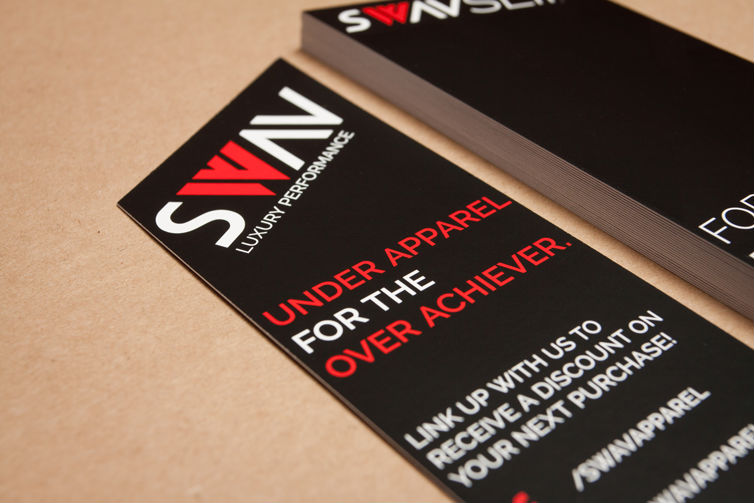 SWAV
LUXURY PERFORMANCE
UNDER APPAREL
FOR THE
OVER ACHIEVER.
LINK UP WITH US TO
RECEIVE A DISCOUNT ON
YOUR NEXT PURCHASE!
/SWAVAPPAREL